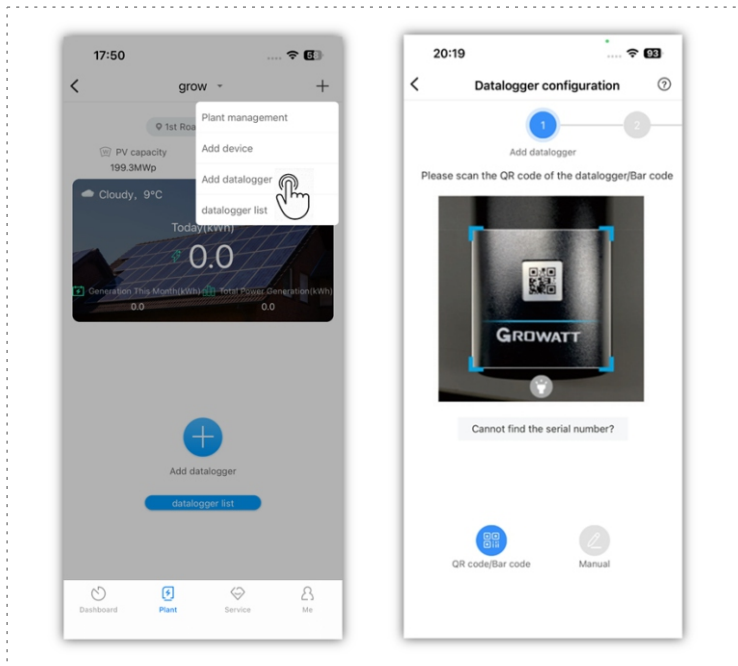 17:50
grow
1st Roa
Plant management
Add device
Add datalogger
datalogger list
PV capacity
199.3MWp
Cloudy, 9°C
Today(kWh)
0.0
Generation This Month(kWh)
Total Power Generation(kWh)
0.0
0.0
Add datalogger
datalogger list
Dashboard
Plant
Service
Me
20:19
93
Datalogger configuration
1
2
Add datalogger
Please scan the QR code of the datalogger/Bar code
GROWATT
Cannot find the serial number?
QR code/Bar code
Manual